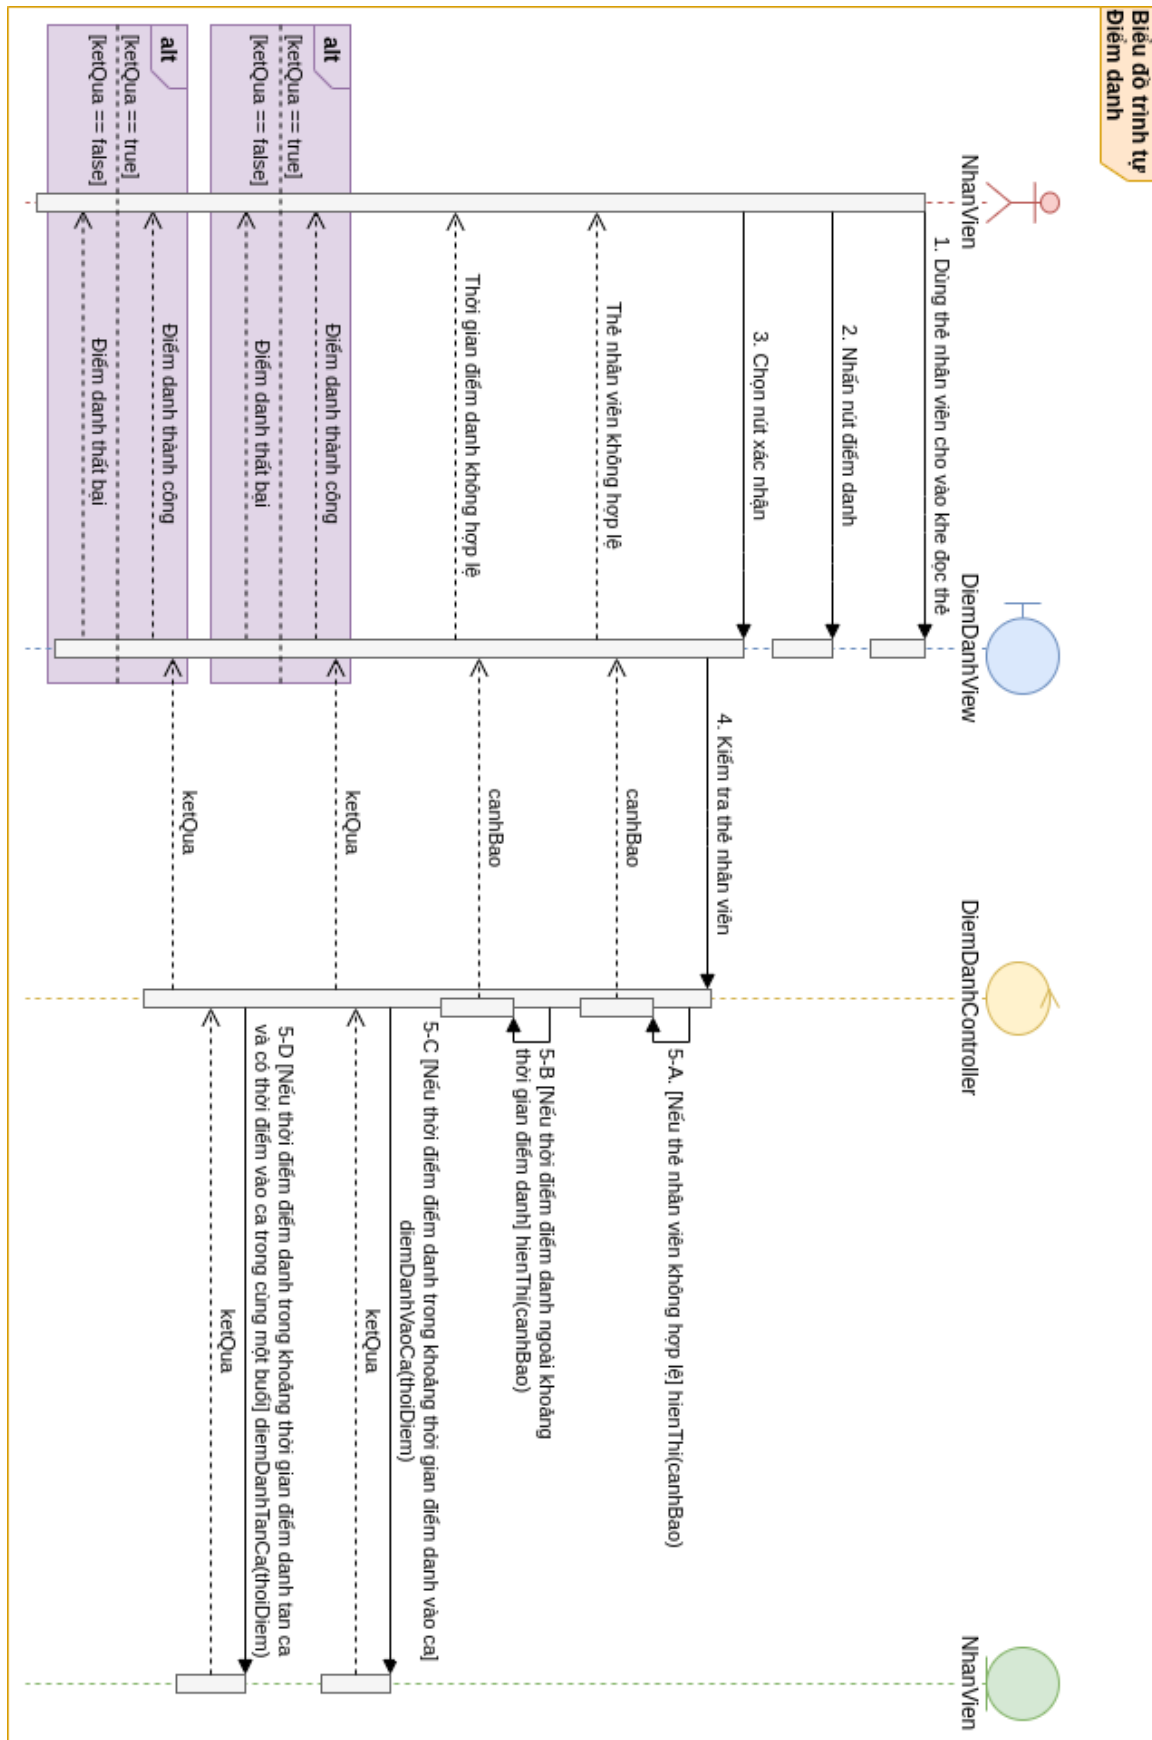 Biểu đồ trình tự
Điểm danh
NhanVien
DiemDanhView
DiemDanhController
NhanVien
1. Dùng thẻ nhân viên cho vào khe đọc thẻ
2. Nhấn nút điểm danh
3. Chọn nút xác nhận
4. Kiểm tra thẻ nhân viên
5-A. [Nếu thẻ nhân viên không hợp lệ] hienThi(canhBao)
canhBao
Thẻ nhân viên không hợp lệ
5-B [Nếu thời điểm điểm danh ngoài khoảng
thời gian điểm danh] hienThi(canhBao)
canhBao
Thời gian điểm danh không hợp lệ
5-C [Nếu thời điểm điểm danh trong khoảng thời gian điểm danh vào ca]
diemDanhVaoCa(thoiDiem)
ketQua
ketQua
alt
[ketQua == true]
Điểm danh thành công
[ketQua == false]
Điểm danh thất bại
5-D [Nếu thời điểm điểm danh trong khoảng thời gian điểm danh tan ca
và có thời điểm vào ca trong cùng một buổi] diemDanhTanCa(thoiDiem)
ketQua
ketQua
alt
[ketQua == true]
Điểm danh thành công
[ketQua == false]
Điểm danh thất bại